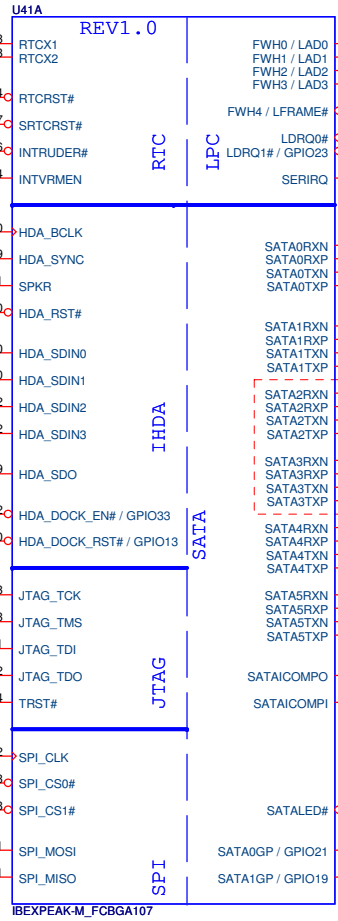 U41A
REV1.0
RTCX1
RTCX2
RTCRST#
SRTCRST#
INTRUDER#
INTVRMEN
RTC
LPC
FWH0 / LAD0
FWH1 / LAD1
FWH2 / LAD2
FWH3 / LAD3
FWH4 / LFRAME#
LDRQ0#
LDRQ1# / GPIO23
SERIRQ
HDA_BCLK
HDA_SYNC
SPKR
HDA_RST#
HDA_SDIN0
HDA_SDIN1
HDA_SDIN2
HDA_SDIN3
HDA_SDO
HDA_DOCK_EN# / GPIO33
HDA_DOCK_RST# / GPIO13
IHDA
SATA
SATA0RXN
SATA0RXP
SATA0TXN
SATA0TXP
SATA1RXN
SATA1RXP
SATA1TXN
SATA1TXP
SATA2RXN
SATA2RXP
SATA2TXN
SATA2TXP
SATA3RXN
SATA3RXP
SATA3TXN
SATA3TXP
SATA4RXN
SATA4RXP
SATA4TXN
SATA4TXP
SATA5RXN
SATA5RXP
SATA5TXN
SATA5TXP
SATAICOMPO
SATAICOMPI
JTAG_TCK
JTAG_TMS
JTAG_TDI
JTAG_TDO
TRST#
JTAG
SPI_CLK
SPI_CS0#
SPI_CS1#
SPI_MOSI
SPI_MISO
SPI
SATALED#
SATA0GP / GPIO21
SATA1GP / GPIO19
IBEXPEAK-M_FCBGA107